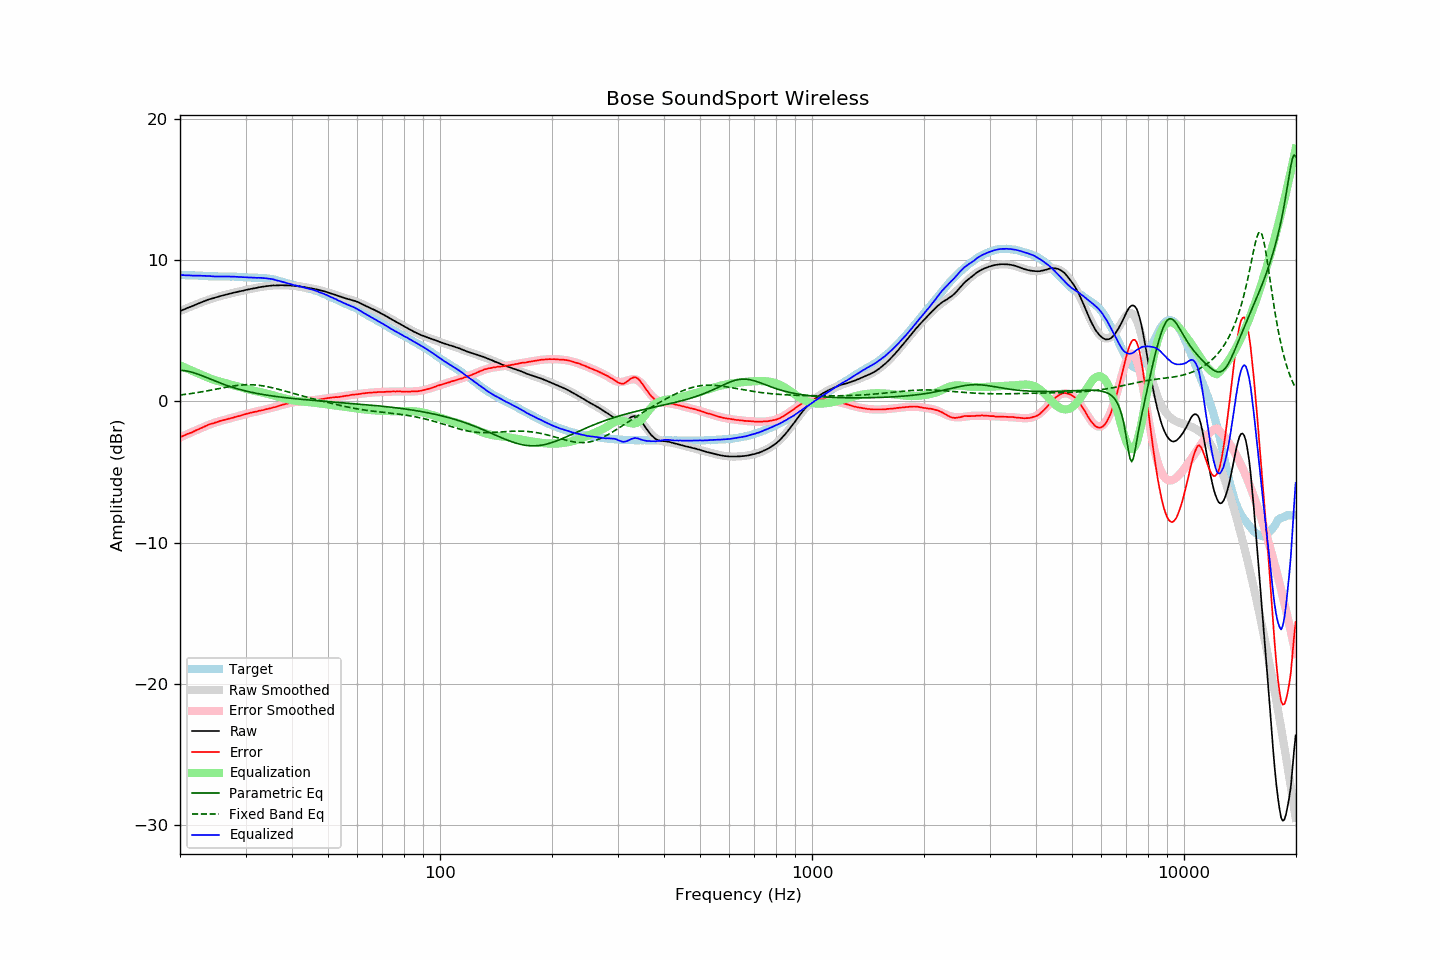 Bose SoundSport Wireless
20
10
0
−10
−20
−30
Amplitude (dBr)
Target
Raw Smoothed
Error Smoothed
Raw
Error
Equalization
Parametric Eq
Fixed Band Eq
Equalized
100
1000
10000
Frequency (Hz)